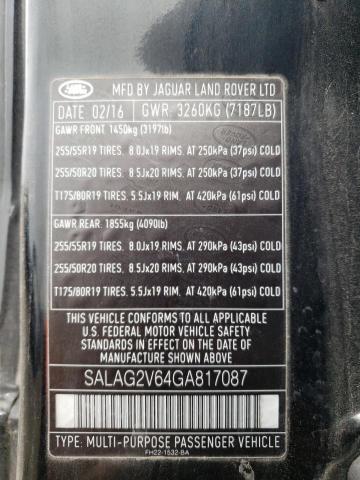 LAND ROVER
MFD BY JAGUAR LAND ROVER LTD
DATE 02/16 GWR: 3260KG (7187LB)
GAWR FRONT: 1450kg (3197lb)
255/55R19 TIRES. 8.0Jx19 RIMS. AT 250kPa (37psi) COLD
255/50R20 TIRES. 8.5Jx20 RIMS. AT 250kPa (37psi) COLD
T175/80R19 TIRES. 5.5Jx19 RIM. AT 420kPa (61psi) COLD
GAWR REAR. 1855kg (4090lb)
255/55R19 TIRES. 8.0Jx19 RIMS. AT 290kPa (43psi) COLD
255/50R20 TIRES. 8.5Jx20 RIMS. AT 290kPa (43psi) COLD
T175/80R19 TIRES. 5.5Jx19 RIM. AT 420kPa (61psi) COLD
THIS VEHICLE CONFORMS TO ALL APPLICABLE
U.S. FEDERAL MOTOR VEHICLE SAFETY
STANDARDS IN EFFECT ON THE DATE OF
MANUFACTURE SHOWN ABOVE
SALAG2V64GA817087
TYPE: MULTI-PURPOSE PASSENGER VEHICLE
FH22-1532-BA